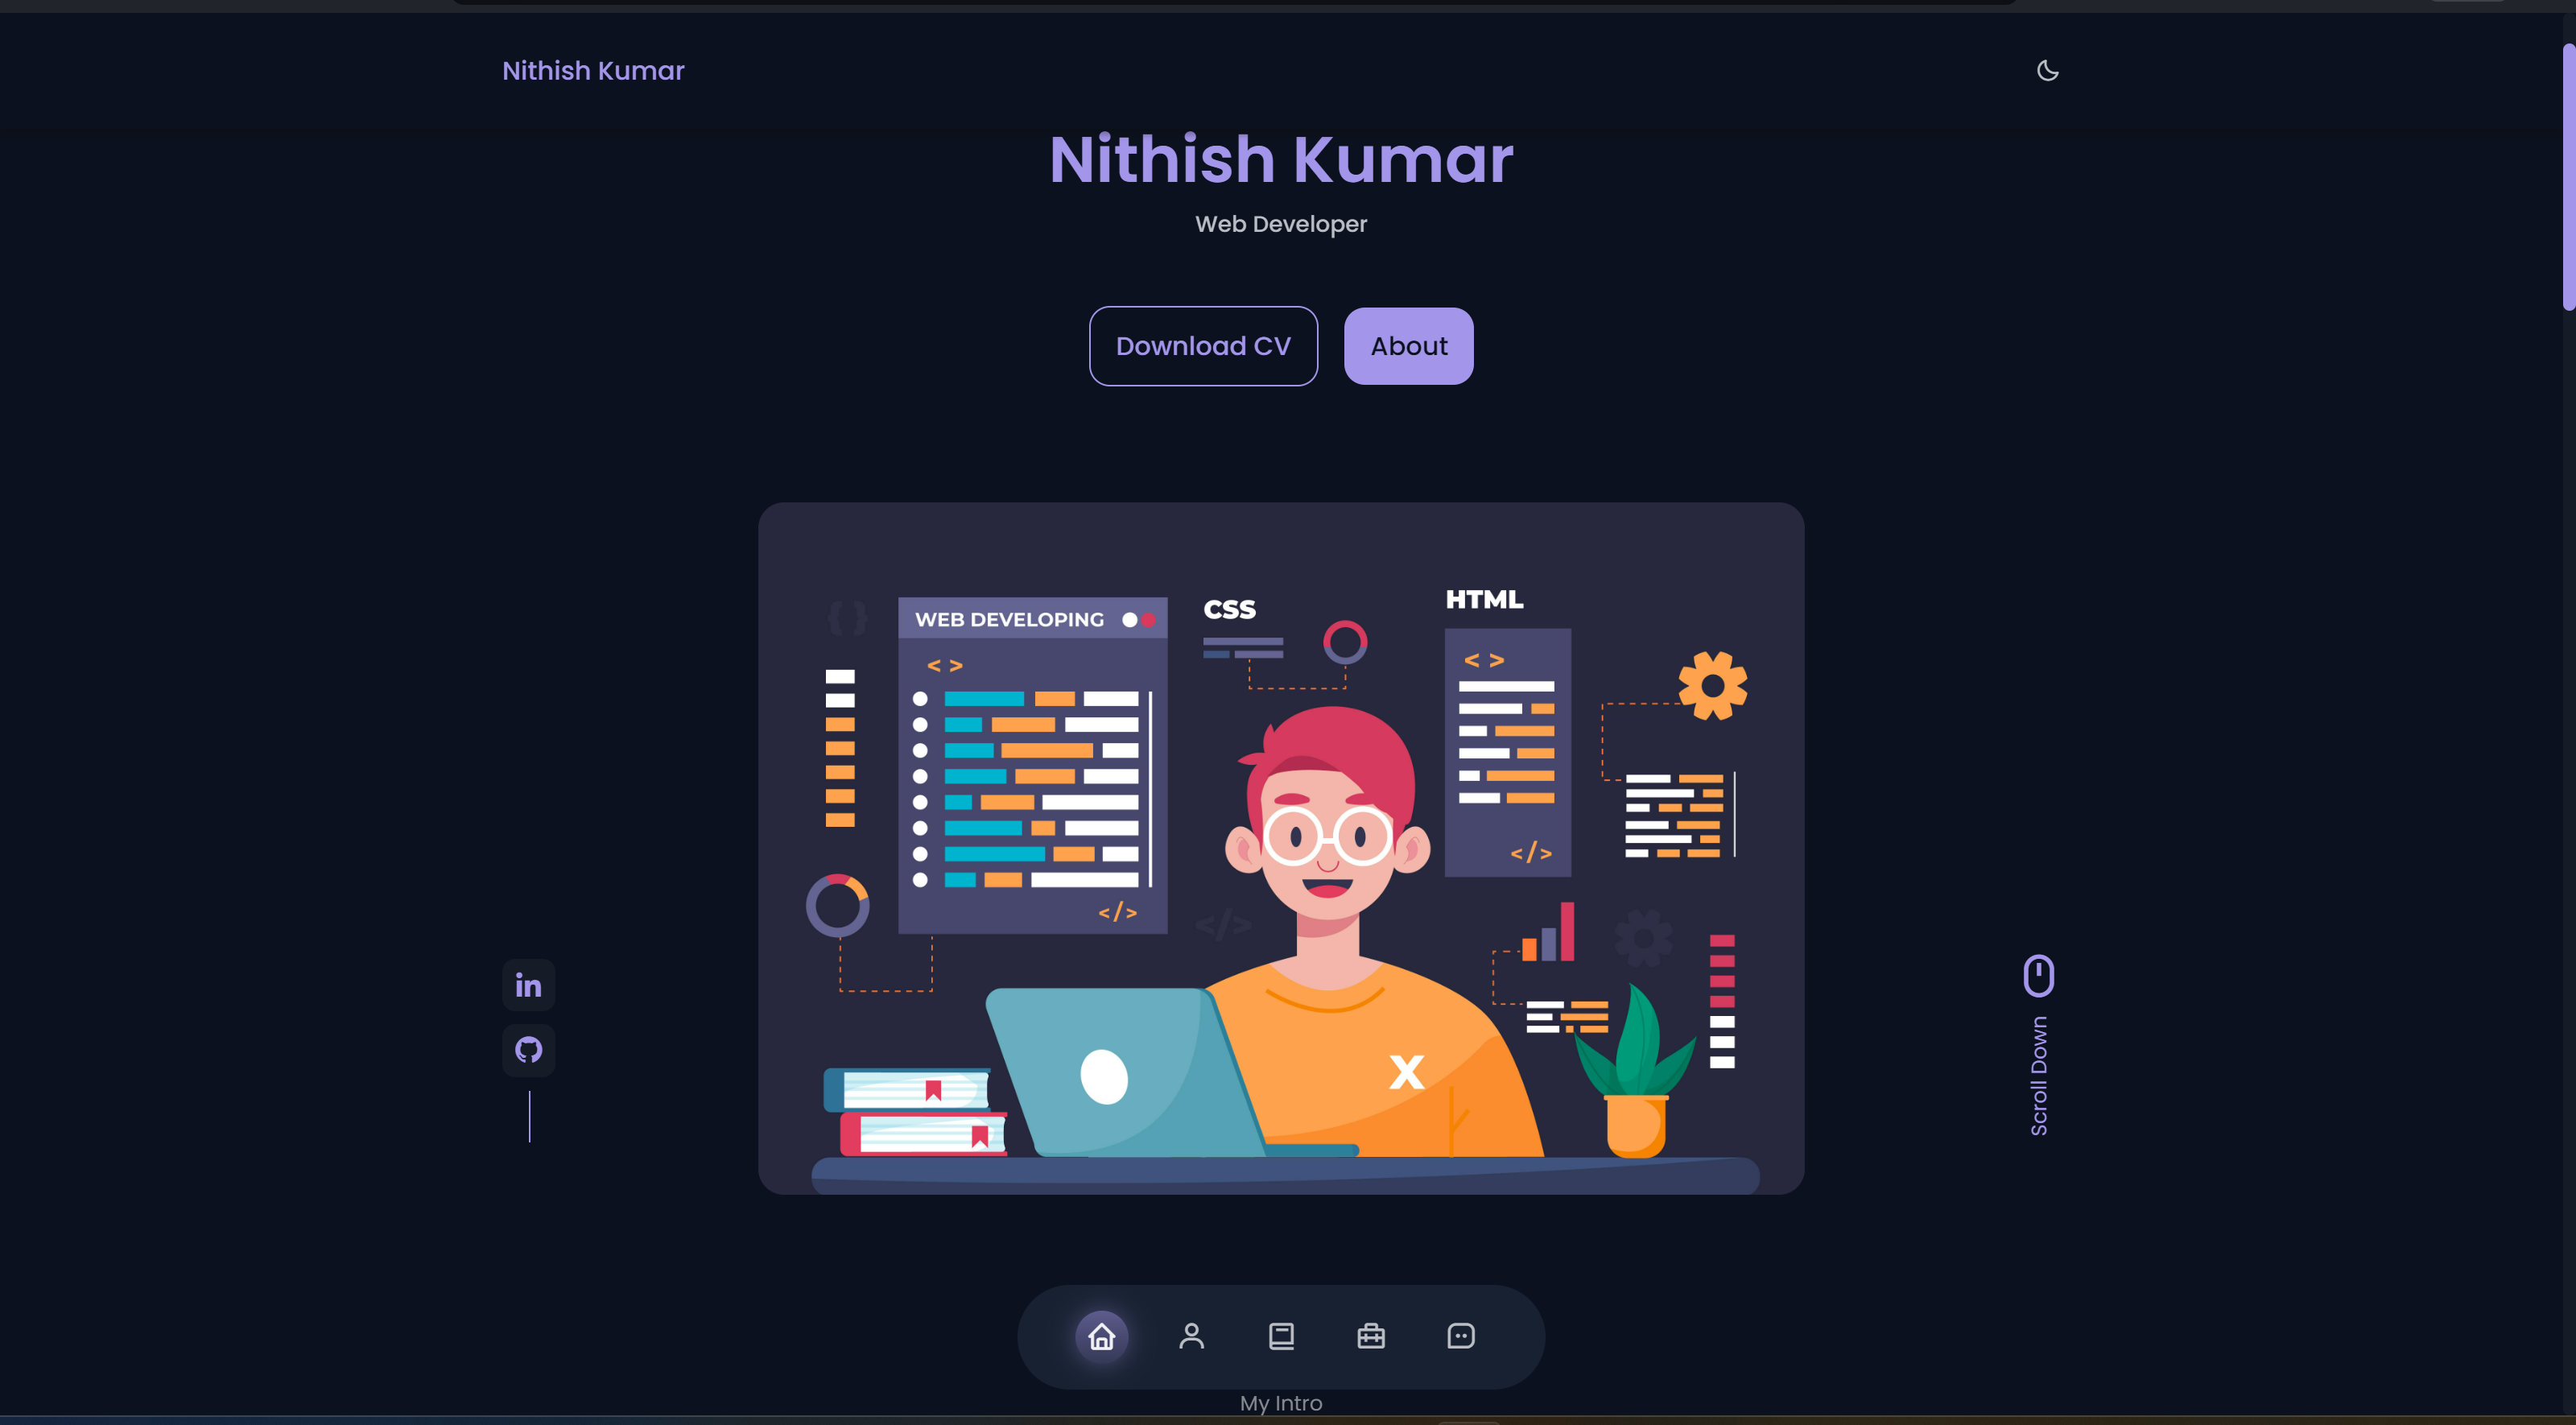 Nithish Kumar
Nithish Kumar
Web Developer
Download CV
About
WEB DEVELOPING
CSS
HTML
< >
< >
</>
</>
</>
{ }
X
in
Scroll Down
My Intro